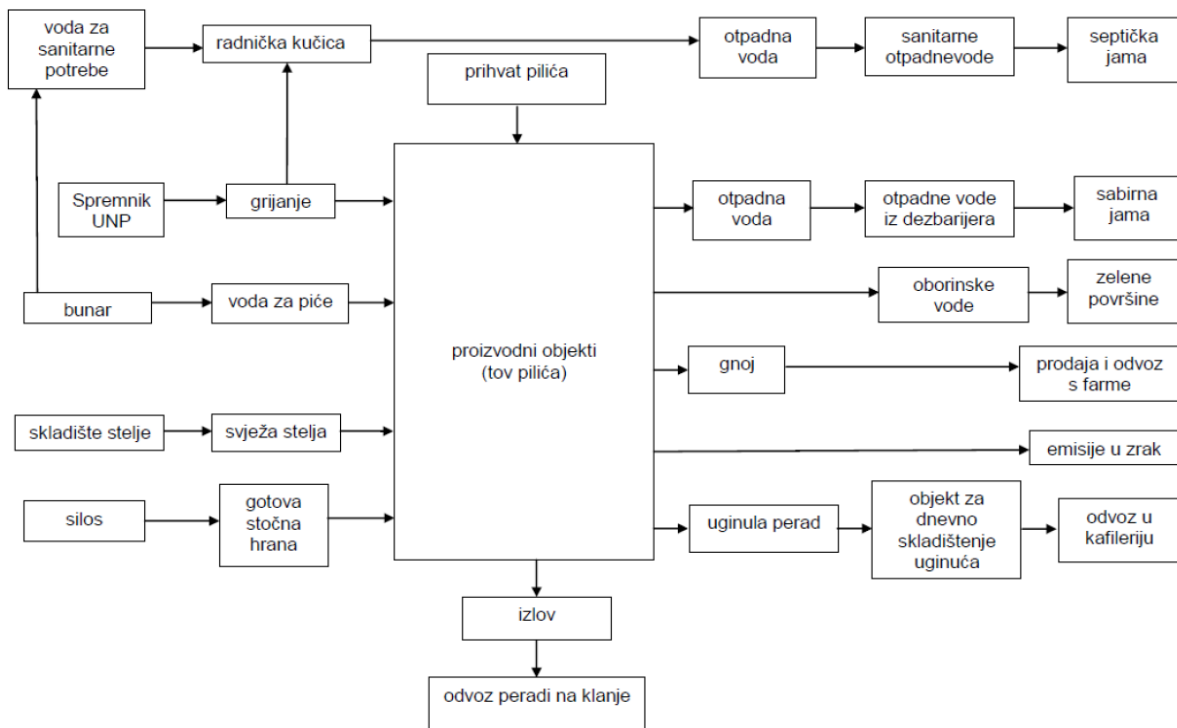 voda za
sanitarne
potrebe
radnička kučica
otpadna
voda
sanitarne
otpadnevode
septička
jama
prihvat pilića
Spremnik
UNP
grijanje
otpadna
voda
otpadne vode
iz dezbarijera
sabirna
jama
bunar
voda za piće
oborinske
vode
zelene
površine
proizvodni objekti
(tov pilića)
gnoj
prodaja i odvoz
s farme
skladište stelje
svježa stelja
emisije u zrak
silos
gotova
stočna
hrana
uginula perad
objekt za
dnevno
skladištenje
uginuća
odvoz u
kafileriju
izlov
odvoz peradi na klanje